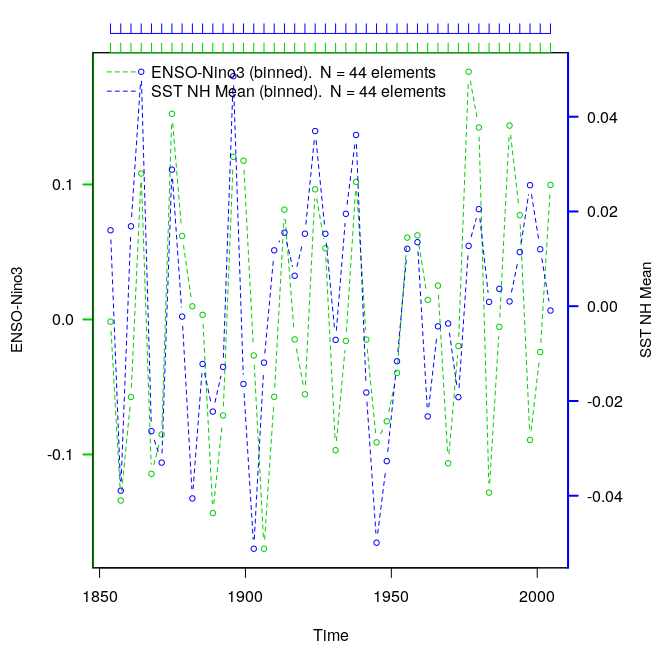 ENSO-Nino3 (binned).  N = 44 elements
SST NH Mean (binned).  N = 44 elements
0.1
0.0
-0.1
ENSO-Nino3
0.04
0.02
0.00
-0.02
-0.04
SST NH Mean
1850
1900
1950
2000
Time